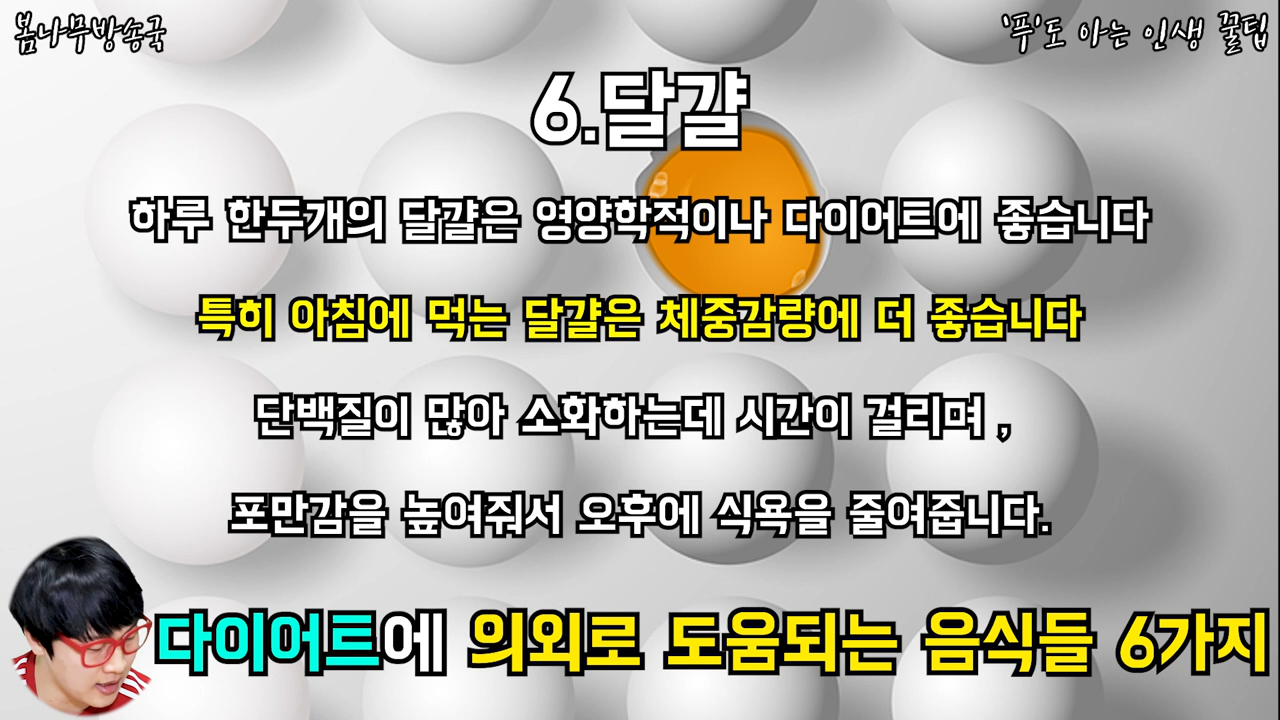 봄나무방송국
'푸'도 아는 인생 꿀팁
6.달걀
하루 한두개의 달걀은 영양학적이나 다이어트에 좋습니다
특히 아침에 먹는 달걀은 체중감량에 더 좋습니다
단백질이 많아 소화하는데 시간이 걸리며 ,
포만감을 높여줘서 오후에 식욕을 줄여줍니다.
다이어트에 의외로 도움되는 음식들 6가지